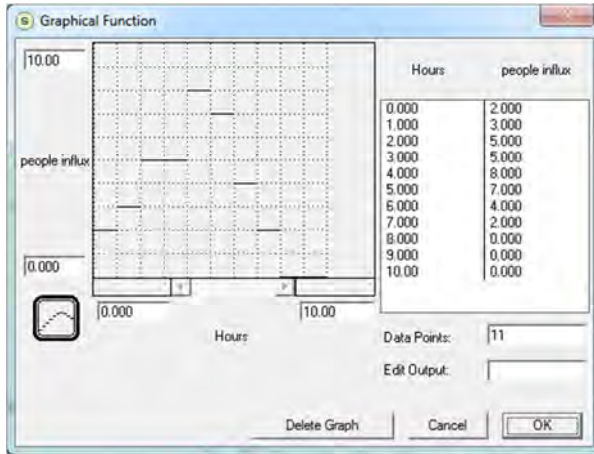 Graphical Function
10.00
people influx
0.000
0.000 10.00
Hours
Hours people influx
0.000 2.000
1.000 3.000
2.000 5.000
3.000 5.000
4.000 8.000
5.000 7.000
6.000 4.000
7.000 2.000
8.000 0.000
9.000 0.000
10.00 0.000
Data Points: 11
Edit Output:
Delete Graph Cancel OK